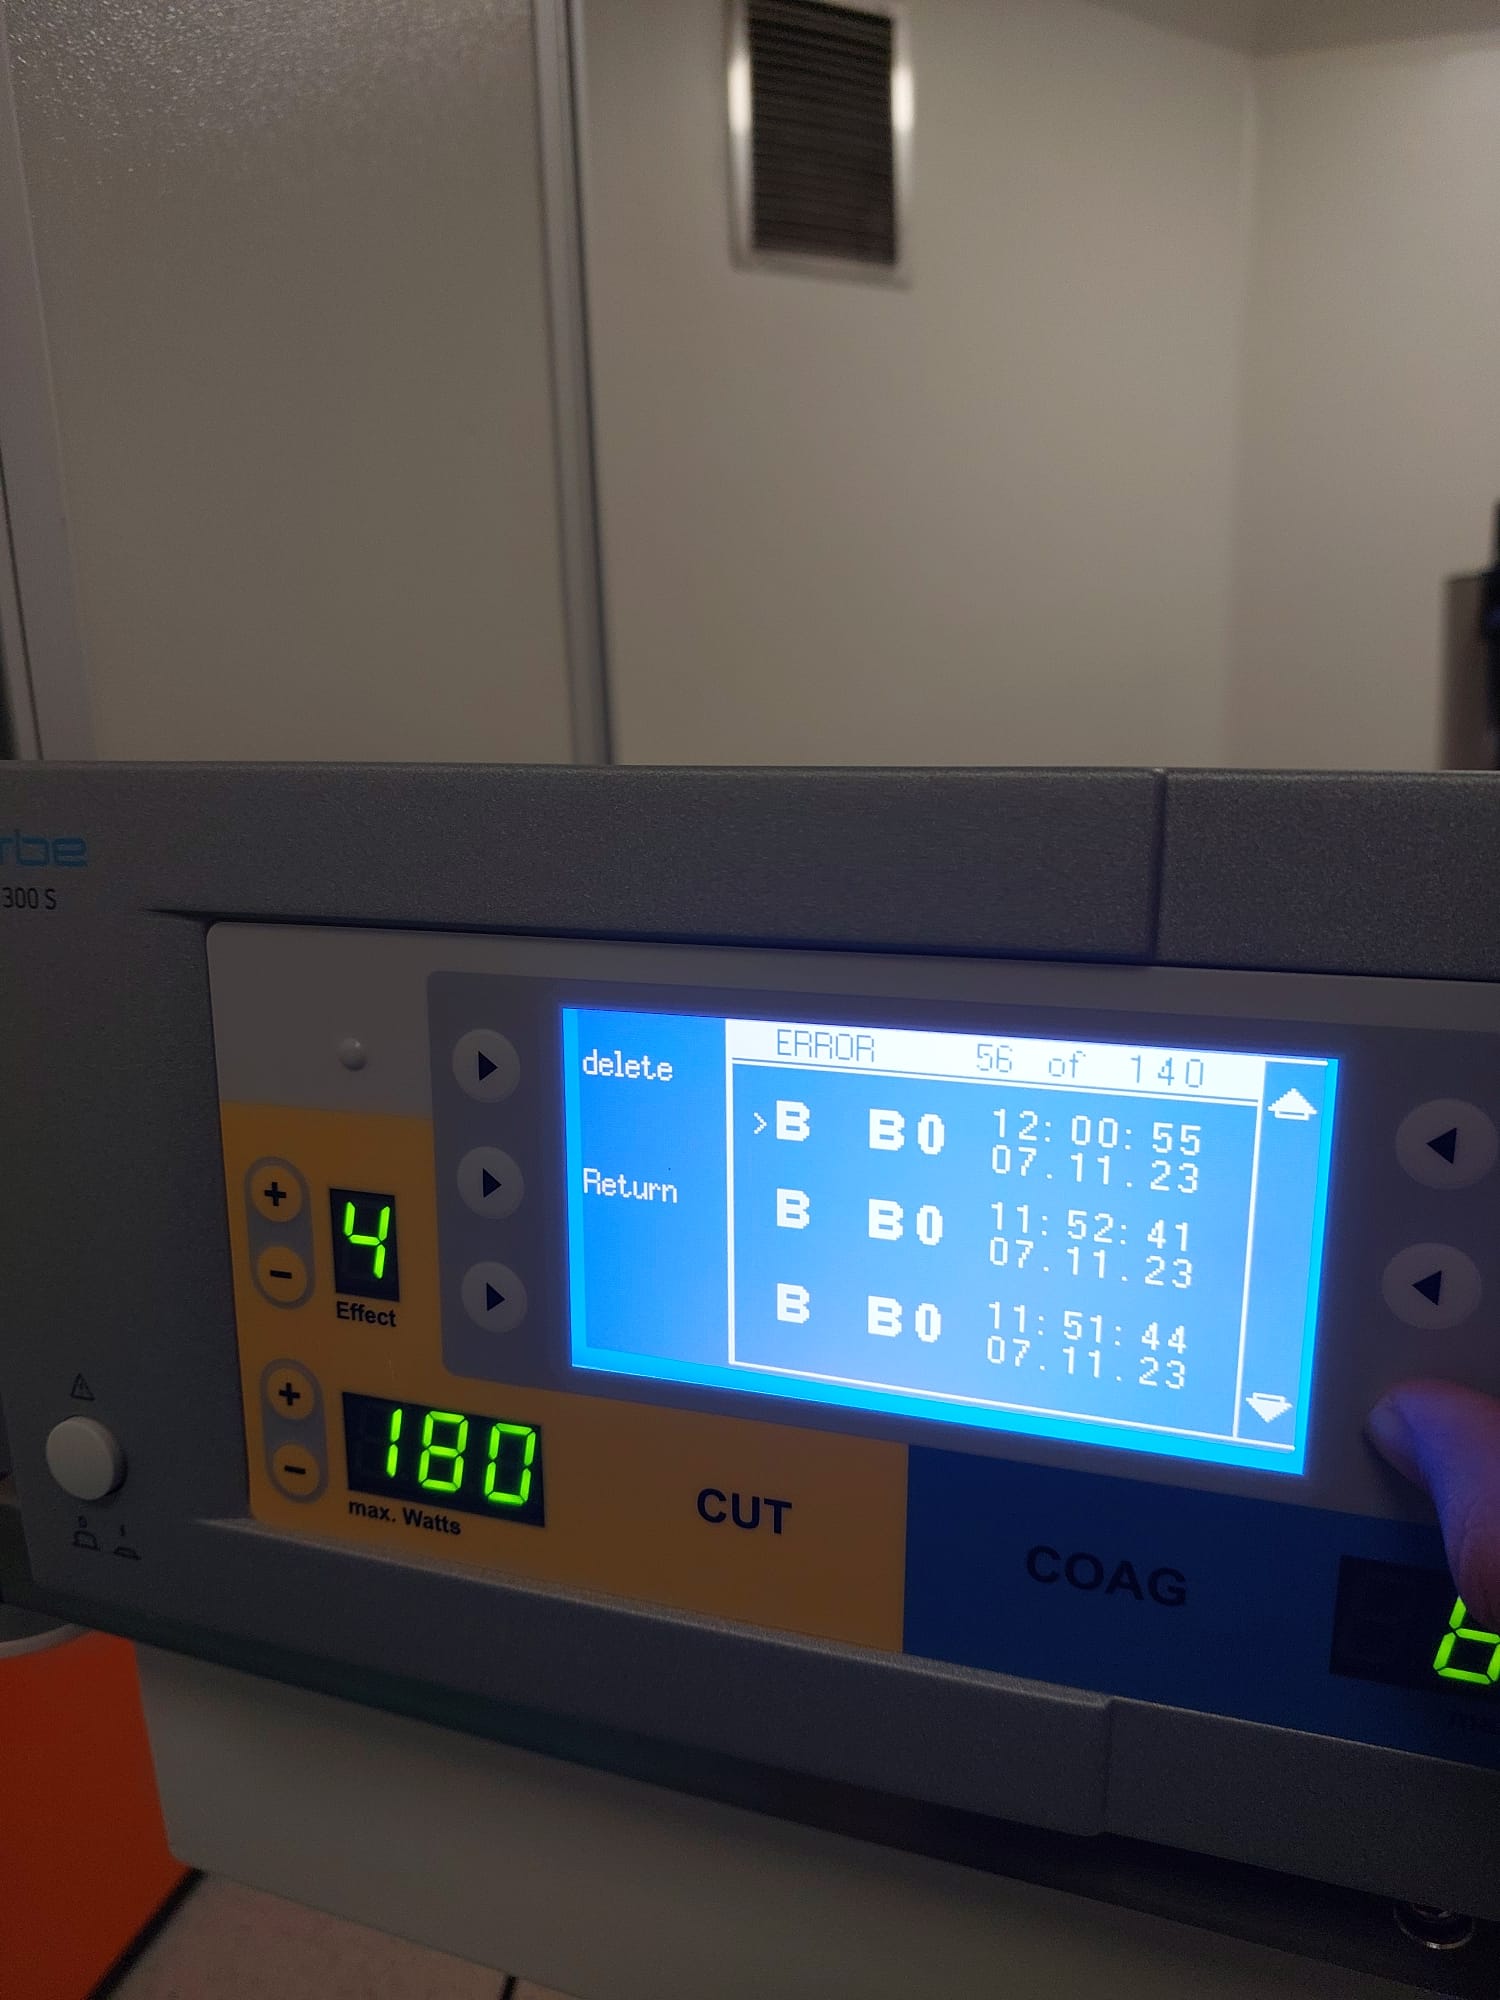 rbe
300 S
delete
Return
ERROR 56 of 140
>B B0 12:00:55
07.11.23
B B0 11:52:41
07.11.23
B B0 11:51:44
07.11.23
+
4
-
Effect
+
180
-
max. Watts
CUT
COAG